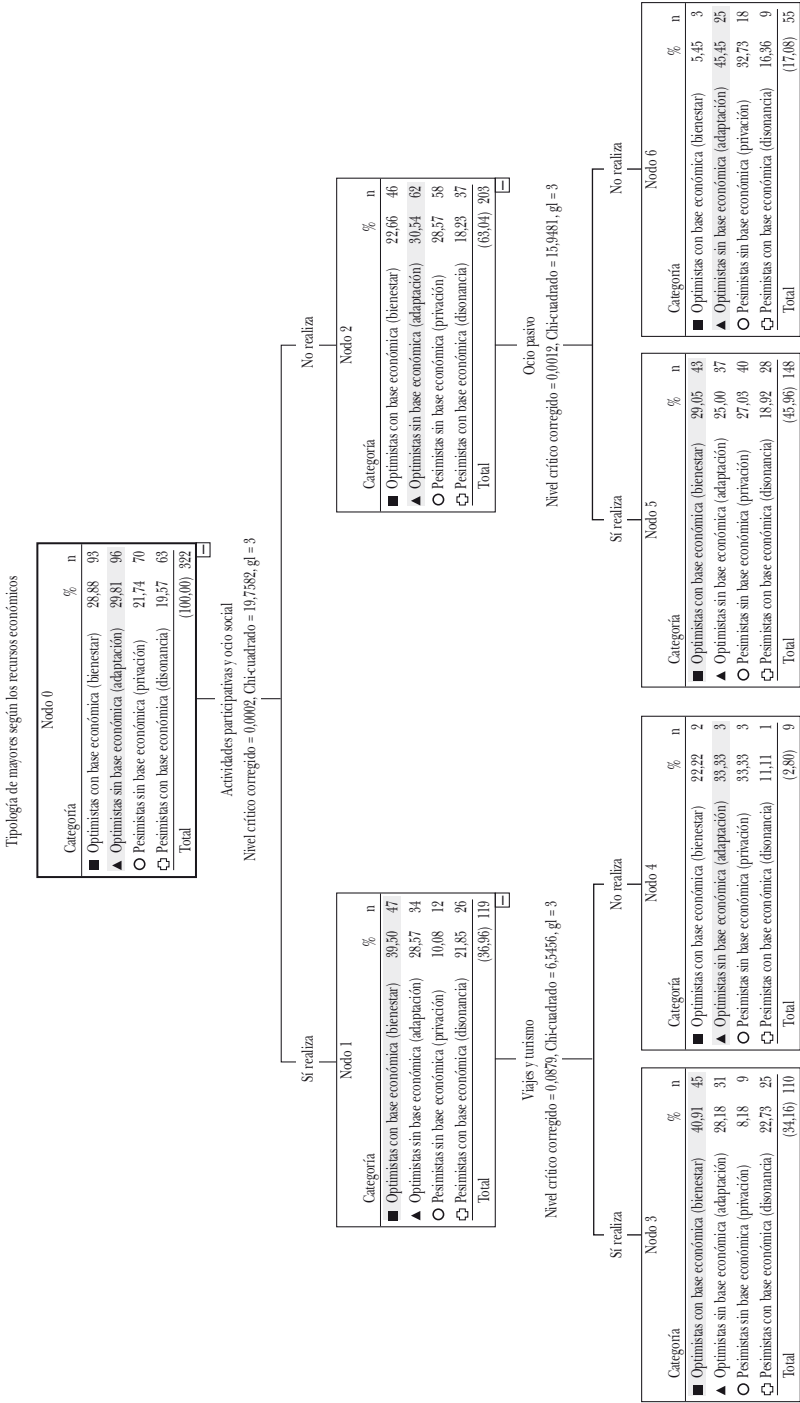 Tipología de mayores según los recursos económicos
Nodo 0
Categoría % n
Optimistas con base económica (bienestar) 28,88 93
Optimistas sin base económica (adaptación) 29,81 96
Pesimistas sin base económica (privación) 21,74 70
Pesimistas con base económica (disonancia) 19,57 63
Total (100,00) 322
Actividades participativas y ocio social
Nivel crítico corregido = 0,0002, Chi-cuadrado = 19,7582, gl = 3
Sí realiza
Nodo 1
Categoría % n
Optimistas con base económica (bienestar) 39,50 47
Optimistas sin base económica (adaptación) 28,57 34
Pesimistas sin base económica (privación) 10,08 12
Pesimistas con base económica (disonancia) 21,85 26
Total (36,96) 119
No realiza
Nodo 2
Categoría % n
Optimistas con base económica (bienestar) 22,66 46
Optimistas sin base económica (adaptación) 30,54 62
Pesimistas sin base económica (privación) 28,57 58
Pesimistas con base económica (disonancia) 18,23 37
Total (63,04) 203
Viajes y turismo
Nivel crítico corregido = 0,0879, Chi-cuadrado = 6,5456, gl = 3
Sí realiza
Nodo 3
Categoría % n
Optimistas con base económica (bienestar) 40,91 45
Optimistas sin base económica (adaptación) 28,18 31
Pesimistas sin base económica (privación) 8,18 9
Pesimistas con base económica (disonancia) 22,73 25
Total (34,16) 110
No realiza
Nodo 4
Categoría % n
Optimistas con base económica (bienestar) 22,22 2
Optimistas sin base económica (adaptación) 33,33 3
Pesimistas sin base económica (privación) 33,33 3
Pesimistas con base económica (disonancia) 11,11 1
Total (2,80) 9
Ocio pasivo
Nivel crítico corregido = 0,0012, Chi-cuadrado = 15,9481, gl = 3
Sí realiza
Nodo 5
Categoría % n
Optimistas con base económica (bienestar) 29,05 43
Optimistas sin base económica (adaptación) 25,00 37
Pesimistas sin base económica (privación) 27,03 40
Pesimistas con base económica (disonancia) 18,92 28
Total (45,96) 148
No realiza
Nodo 6
Categoría % n
Optimistas con base económica (bienestar) 5,45 3
Optimistas sin base económica (adaptación) 45,45 25
Pesimistas sin base económica (privación) 32,73 18
Pesimistas con base económica (disonancia) 16,36 9
Total (17,08) 55